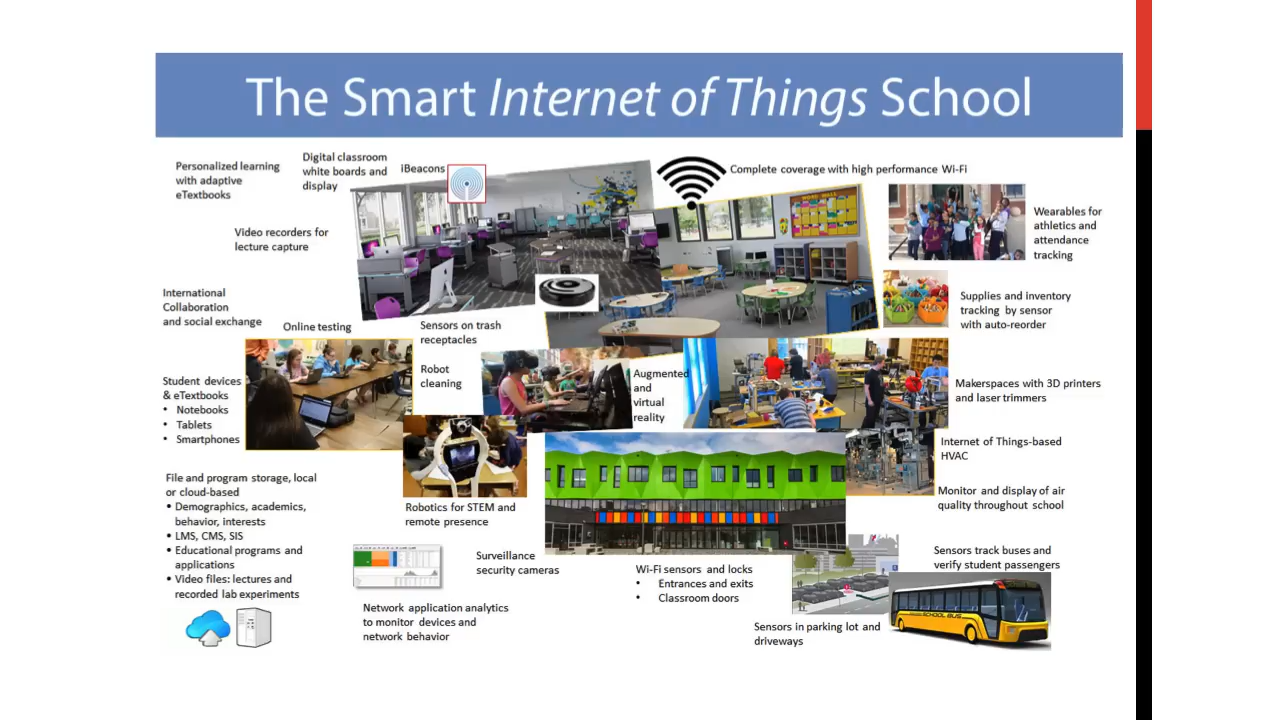 The Smart Internet of Things School
Personalized learning
with adaptive
eTextbooks
Digital classroom
white boards and
display
iBeacons
Complete coverage with high performance Wi-Fi
Video recorders for
lecture capture
WORD WALL
Wearables for
athletics and
attendance
tracking
International
Collaboration
and social exchange
Online testing
Sensors on trash
receptacles
Supplies and inventory
tracking by sensor
with auto-reorder
Robot
cleaning
Augmented
and
virtual
reality
Student devices
& eTextbooks
• Notebooks
• Tablets
• Smartphones
Makerspaces with 3D printers
and laser trimmers
Internet of Things-based
HVAC
Monitor and display of air
quality throughout school
File and program storage, local
or cloud-based
• Demographics, academics,
behavior, interests
• LMS, CMS, SIS
• Educational programs and
applications
• Video files: lectures and
recorded lab experiments
Robotics for STEM and
remote presence
Surveillance
security cameras
Network application analytics
to monitor devices and
network behavior
Wi-Fi sensors and locks
• Entrances and exits
• Classroom doors
Sensors in parking lot and
driveways
Sensors track buses and
verify student passengers
SCHOOL BUS